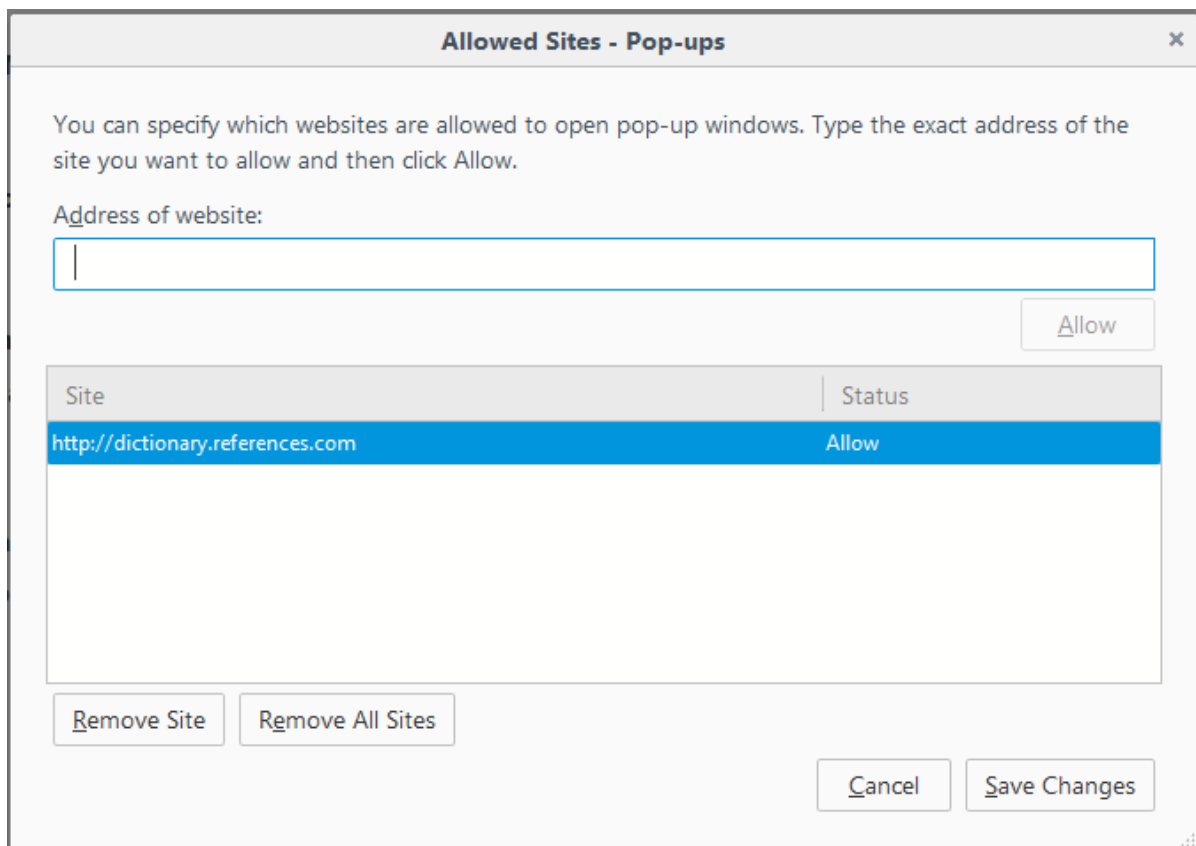 Allowed Sites - Pop-ups
You can specify which websites are allowed to open pop-up windows. Type the exact address of the
site you want to allow and then click Allow.
Address of website:
Allow
Site Status
http://dictionary.references.com Allow
Remove Site Remove All Sites
Cancel Save Changes